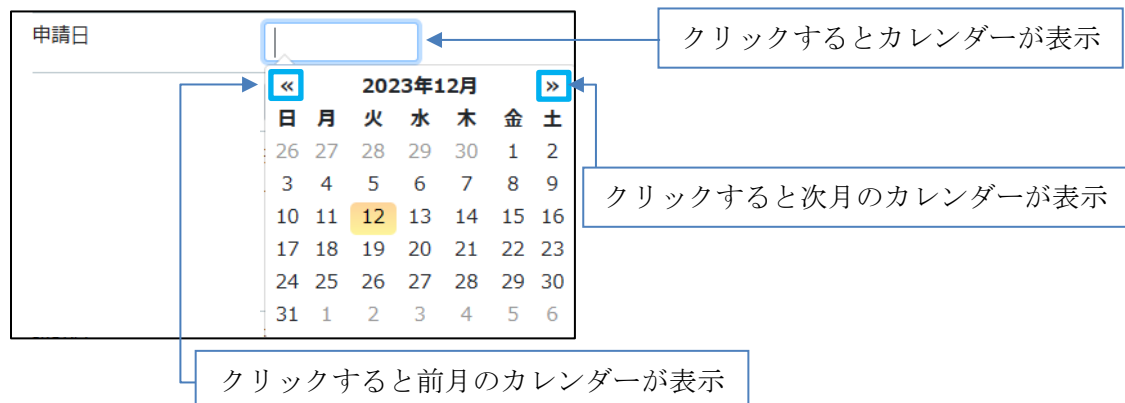 申請日
クリックするとカレンダーが表示
« 2023年12月 »
日 月 火 水 木 金 土
26 27 28 29 30 1 2
3 4 5 6 7 8 9
クリックすると次月のカレンダーが表示
10 11 12 13 14 15 16
17 18 19 20 21 22 23
24 25 26 27 28 29 30
31 1 2 3 4 5 6
クリックすると前月のカレンダーが表示